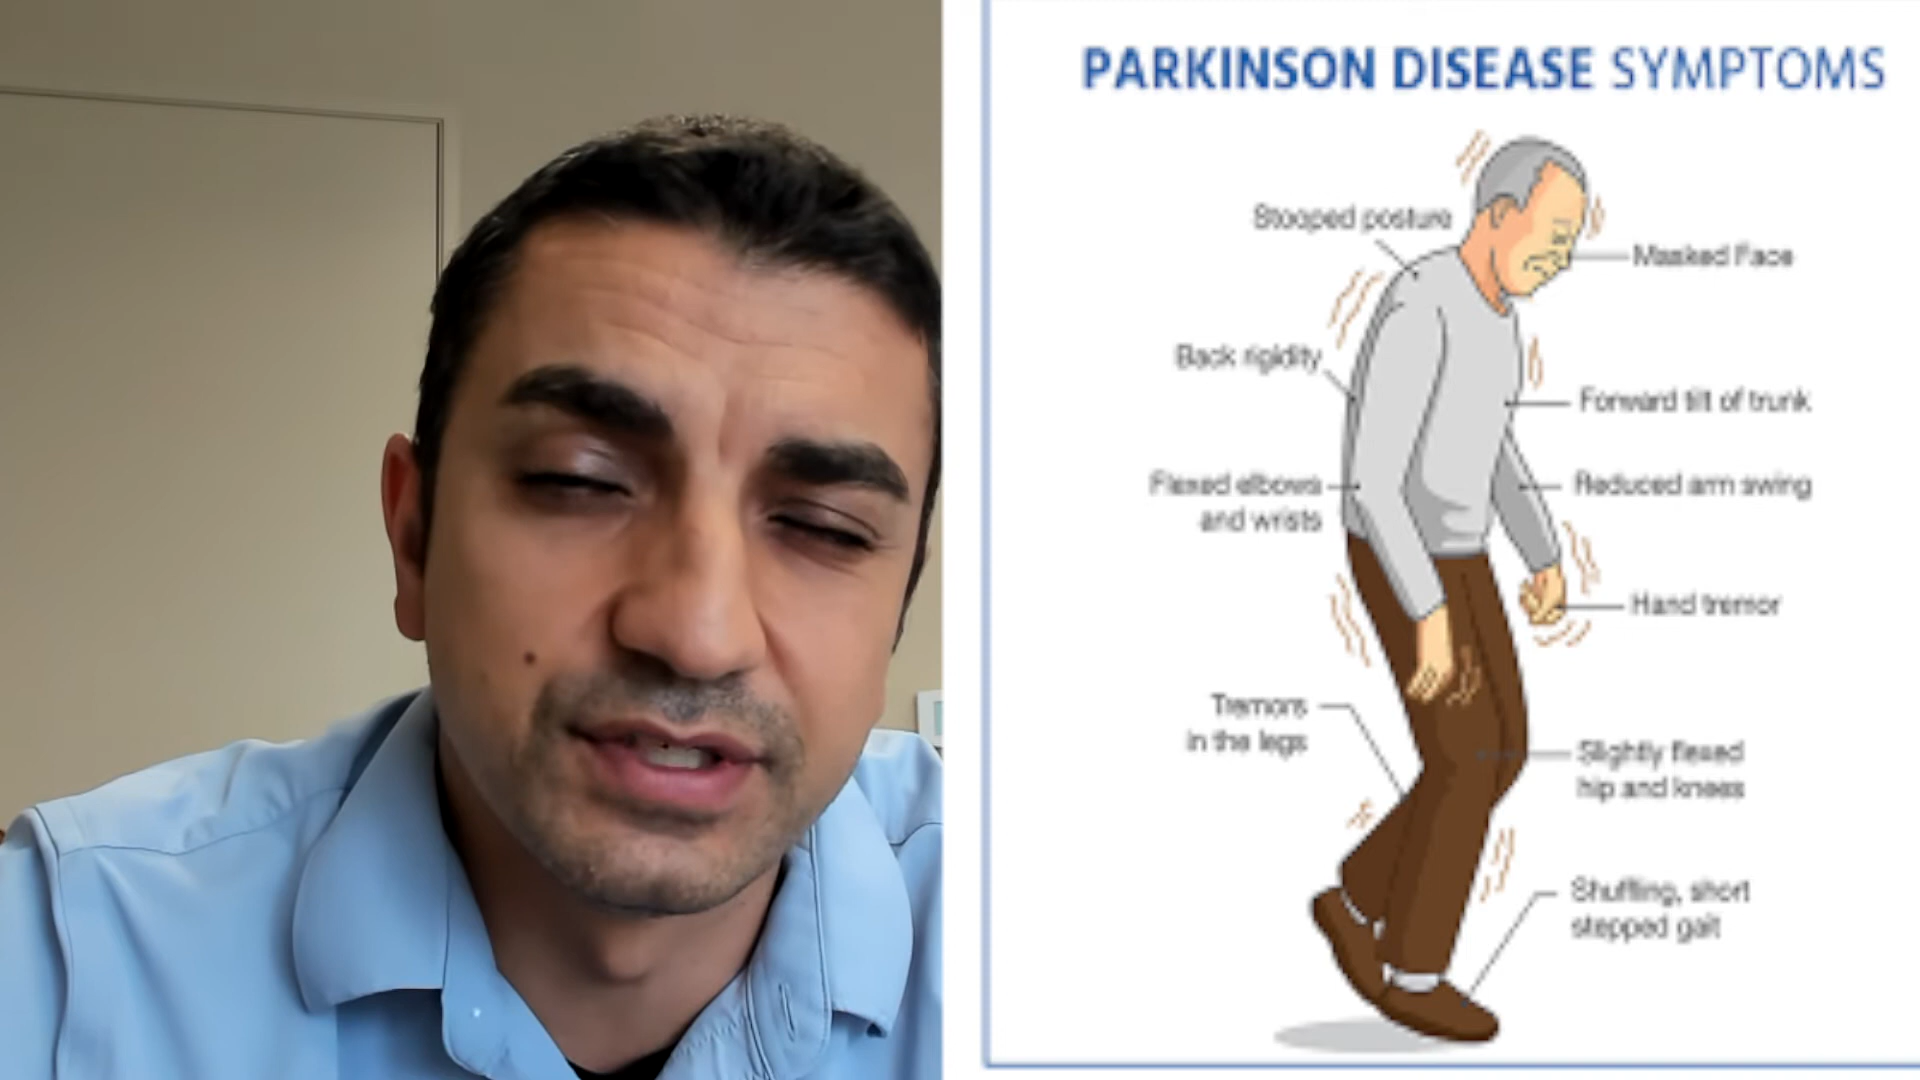 PARKINSON DISEASE SYMPTOMS
Stooped posture
Masked Face
Back rigidity
Forward tilt of trunk
Flexed elbows
and wrists
Reduced arm swing
Hand tremor
Tremors
in the legs
Slightly flexed
hip and knees
Shuffling, short
stepped gait